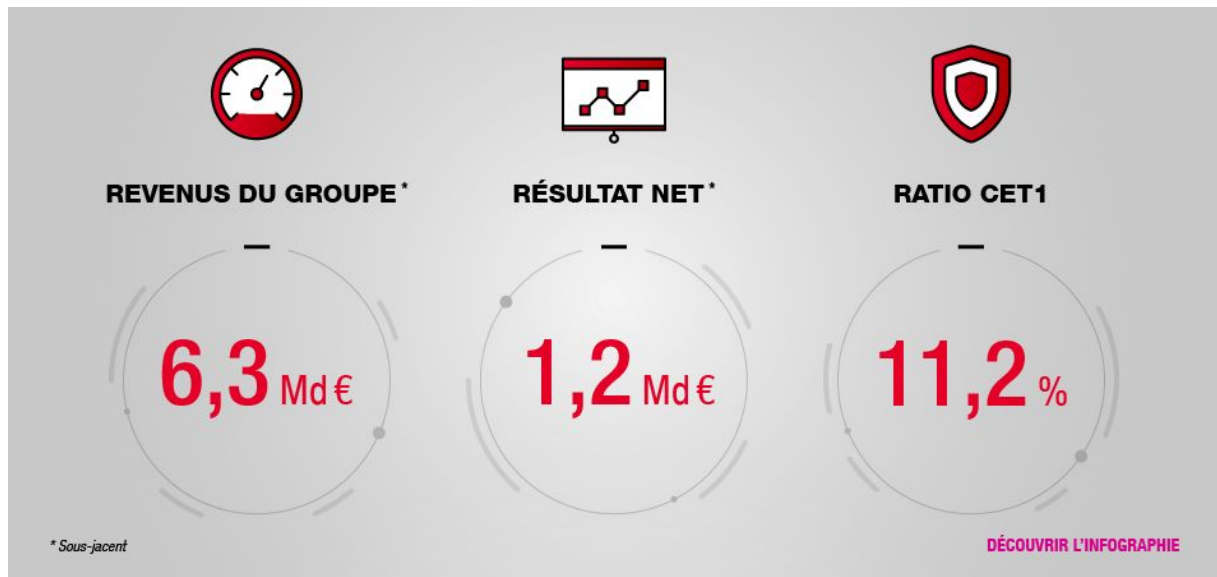 REVENUS DU GROUPE*
RÉSULTAT NET*
RATIO CET1
6,3 Md €
1,2 Md €
11,2 %
* Sous-jacent
DÉCOUVRIR L'INFOGRAPHIE